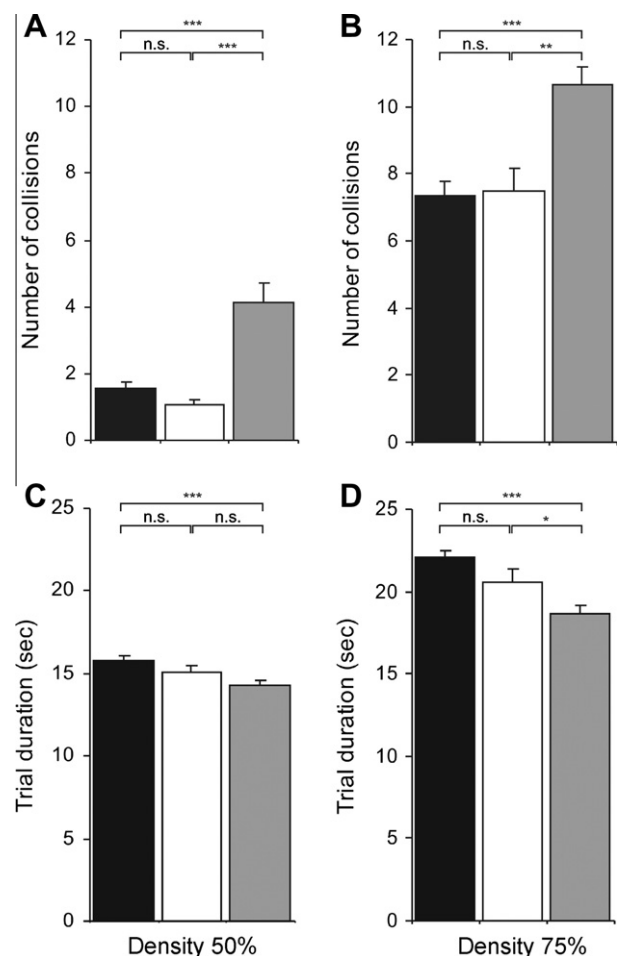 A
***
n.s. ***
12
10
8
6
4
2
0
Number of collisions
B
***
n.s. **
12
10
8
6
4
2
0
Number of collisions
C
***
n.s. n.s.
25
20
15
10
5
0
Trial duration (sec)
Density 50%
D
***
n.s. *
25
20
15
10
5
0
Trial duration (sec)
Density 75%